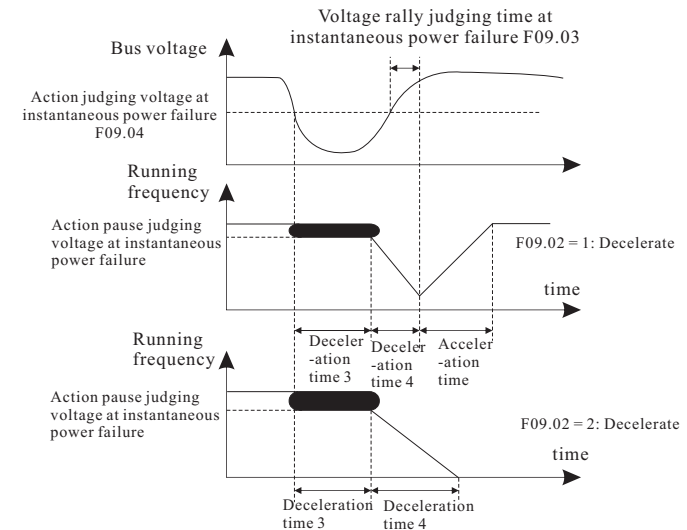 Voltage rally judging time at
instantaneous power failure F09.03
Bus voltage
Action judging voltage at
instantaneous power failure
F09.04
Running
frequency
Action pause judging
voltage at instantaneous
power failure
F09.02 = 1: Decelerate
time
Deceler
-ation
time 3
Deceler
-ation
time 4
Acceler
-ation
time
Running
frequency
Action pause judging
voltage at instantaneous
power failure
F09.02 = 2: Decelerate
time
Deceleration
time 3
Deceleration
time 4